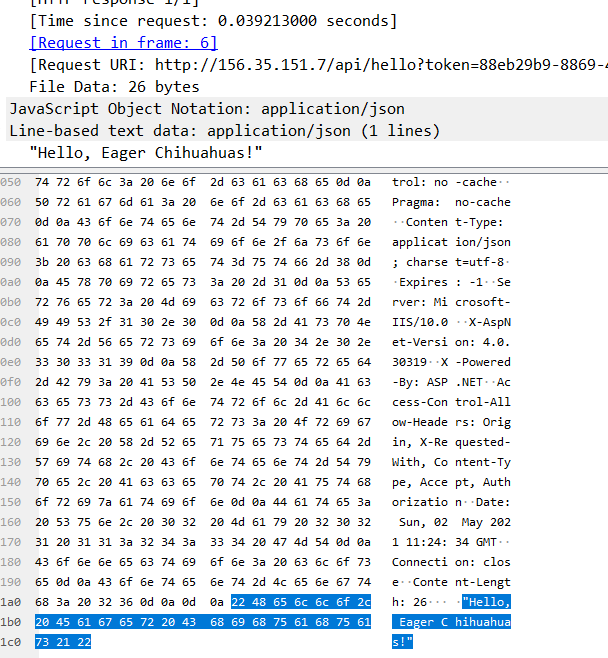 [HTTP response 1/1]
[Time since request: 0.039213000 seconds]
[Request in frame: 6]
[Request URI: http://156.35.151.7/api/hello?token=88eb29b9-8869-4
File Data: 26 bytes
JavaScript Object Notation: application/json
Line-based text data: application/json (1 lines)
"Hello, Eager Chihuahuas!"
050 74 72 6f 6c 3a 20 6e 6f 2d 63 61 63 68 65 0d 0a trol: no -cache··
060 50 72 61 67 6d 61 3a 20 6e 6f 2d 63 61 63 68 65 Pragma: no-cache
070 0d 0a 43 6f 6e 74 65 6e 74 2d 54 79 70 65 3a 20 ··Conten t-Type:
080 61 70 70 6c 69 63 61 74 69 6f 6e 2f 6a 73 6f 6e applicat ion/json
090 3b 20 63 68 61 72 73 65 74 3d 75 74 66 2d 38 0d ; charse t=utf-8·
0a0 0a 45 78 70 69 72 65 73 3a 20 2d 31 0d 0a 53 65 ·Expires : -1··Se
0b0 72 76 65 72 3a 20 4d 69 63 72 6f 73 6f 66 74 2d rver: Mi crosoft-
0c0 49 49 53 2f 31 30 2e 30 0d 0a 58 2d 41 73 70 4e IIS/10.0 ··X-AspN
0d0 65 74 2d 56 65 72 73 69 6f 6e 3a 20 34 2e 30 2e et-Versi on: 4.0.
0e0 33 30 33 31 39 0d 0a 58 2d 50 6f 77 65 72 65 64 30319··X -Powered
0f0 2d 42 79 3a 20 41 53 50 2e 4e 45 54 0d 0a 41 63 -By: ASP .NET··Ac
100 63 65 73 73 2d 43 6f 6e 74 72 6f 6c 2d 41 6c 6c cess-Con trol-All
110 6f 77 2d 48 65 61 64 65 72 73 3a 20 4f 72 69 67 ow-Heade rs: Orig
120 69 6e 2c 20 58 2d 52 65 71 75 65 73 74 65 64 2d in, X-Re quested-
130 57 69 74 68 2c 20 43 6f 6e 74 65 6e 74 2d 54 79 With, Co ntent-Ty
140 70 65 2c 20 41 63 63 65 70 74 2c 20 41 75 74 68 pe, Acce pt, Auth
150 6f 72 69 7a 61 74 69 6f 6e 0d 0a 44 61 74 65 3a orizatio n··Date:
160 20 53 75 6e 2c 20 30 32 20 4d 61 79 20 32 30 32 Sun, 02 May 202
170 31 20 31 31 3a 32 34 3a 33 34 20 47 4d 54 0d 0a 1 11:24: 34 GMT··
180 43 6f 6e 6e 65 63 74 69 6f 6e 3a 20 63 6c 6f 73 Connecti on: clos
190 65 0d 0a 43 6f 6e 74 65 6e 74 2d 4c 65 6e 67 74 e··Conte nt-Lengt
1a0 68 3a 20 32 36 0d 0a 0d 0a 22 48 65 6c 6c 6f 2c h: 26··· ·"Hello,
1b0 20 45 61 67 65 72 20 43 68 69 68 75 61 68 75 61 Eager C hihuahua
1c0 73 21 22 s!"